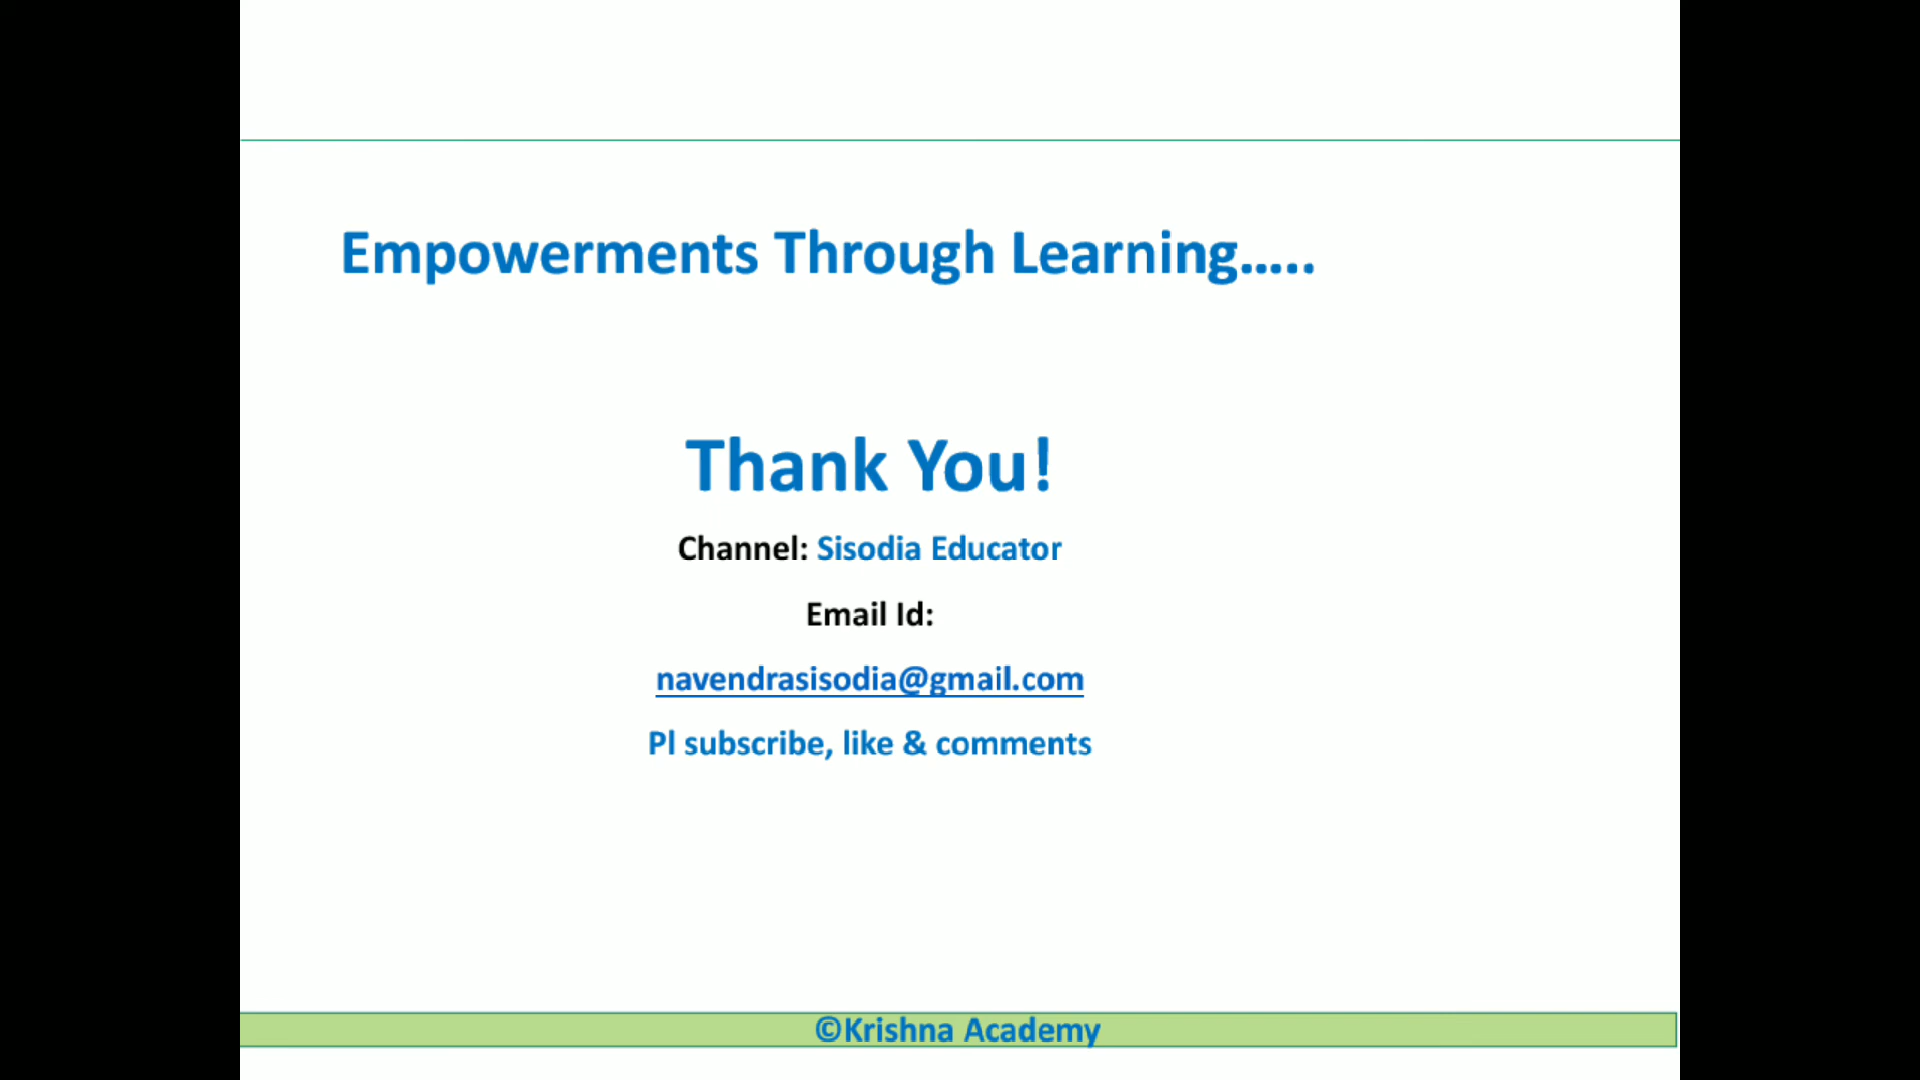 Empowerments Through Learning.....
Thank You!
Channel: Sisodia Educator
Email Id:
navendrasisodia@gmail.com
Pl subscribe, like & comments
©Krishna Academy